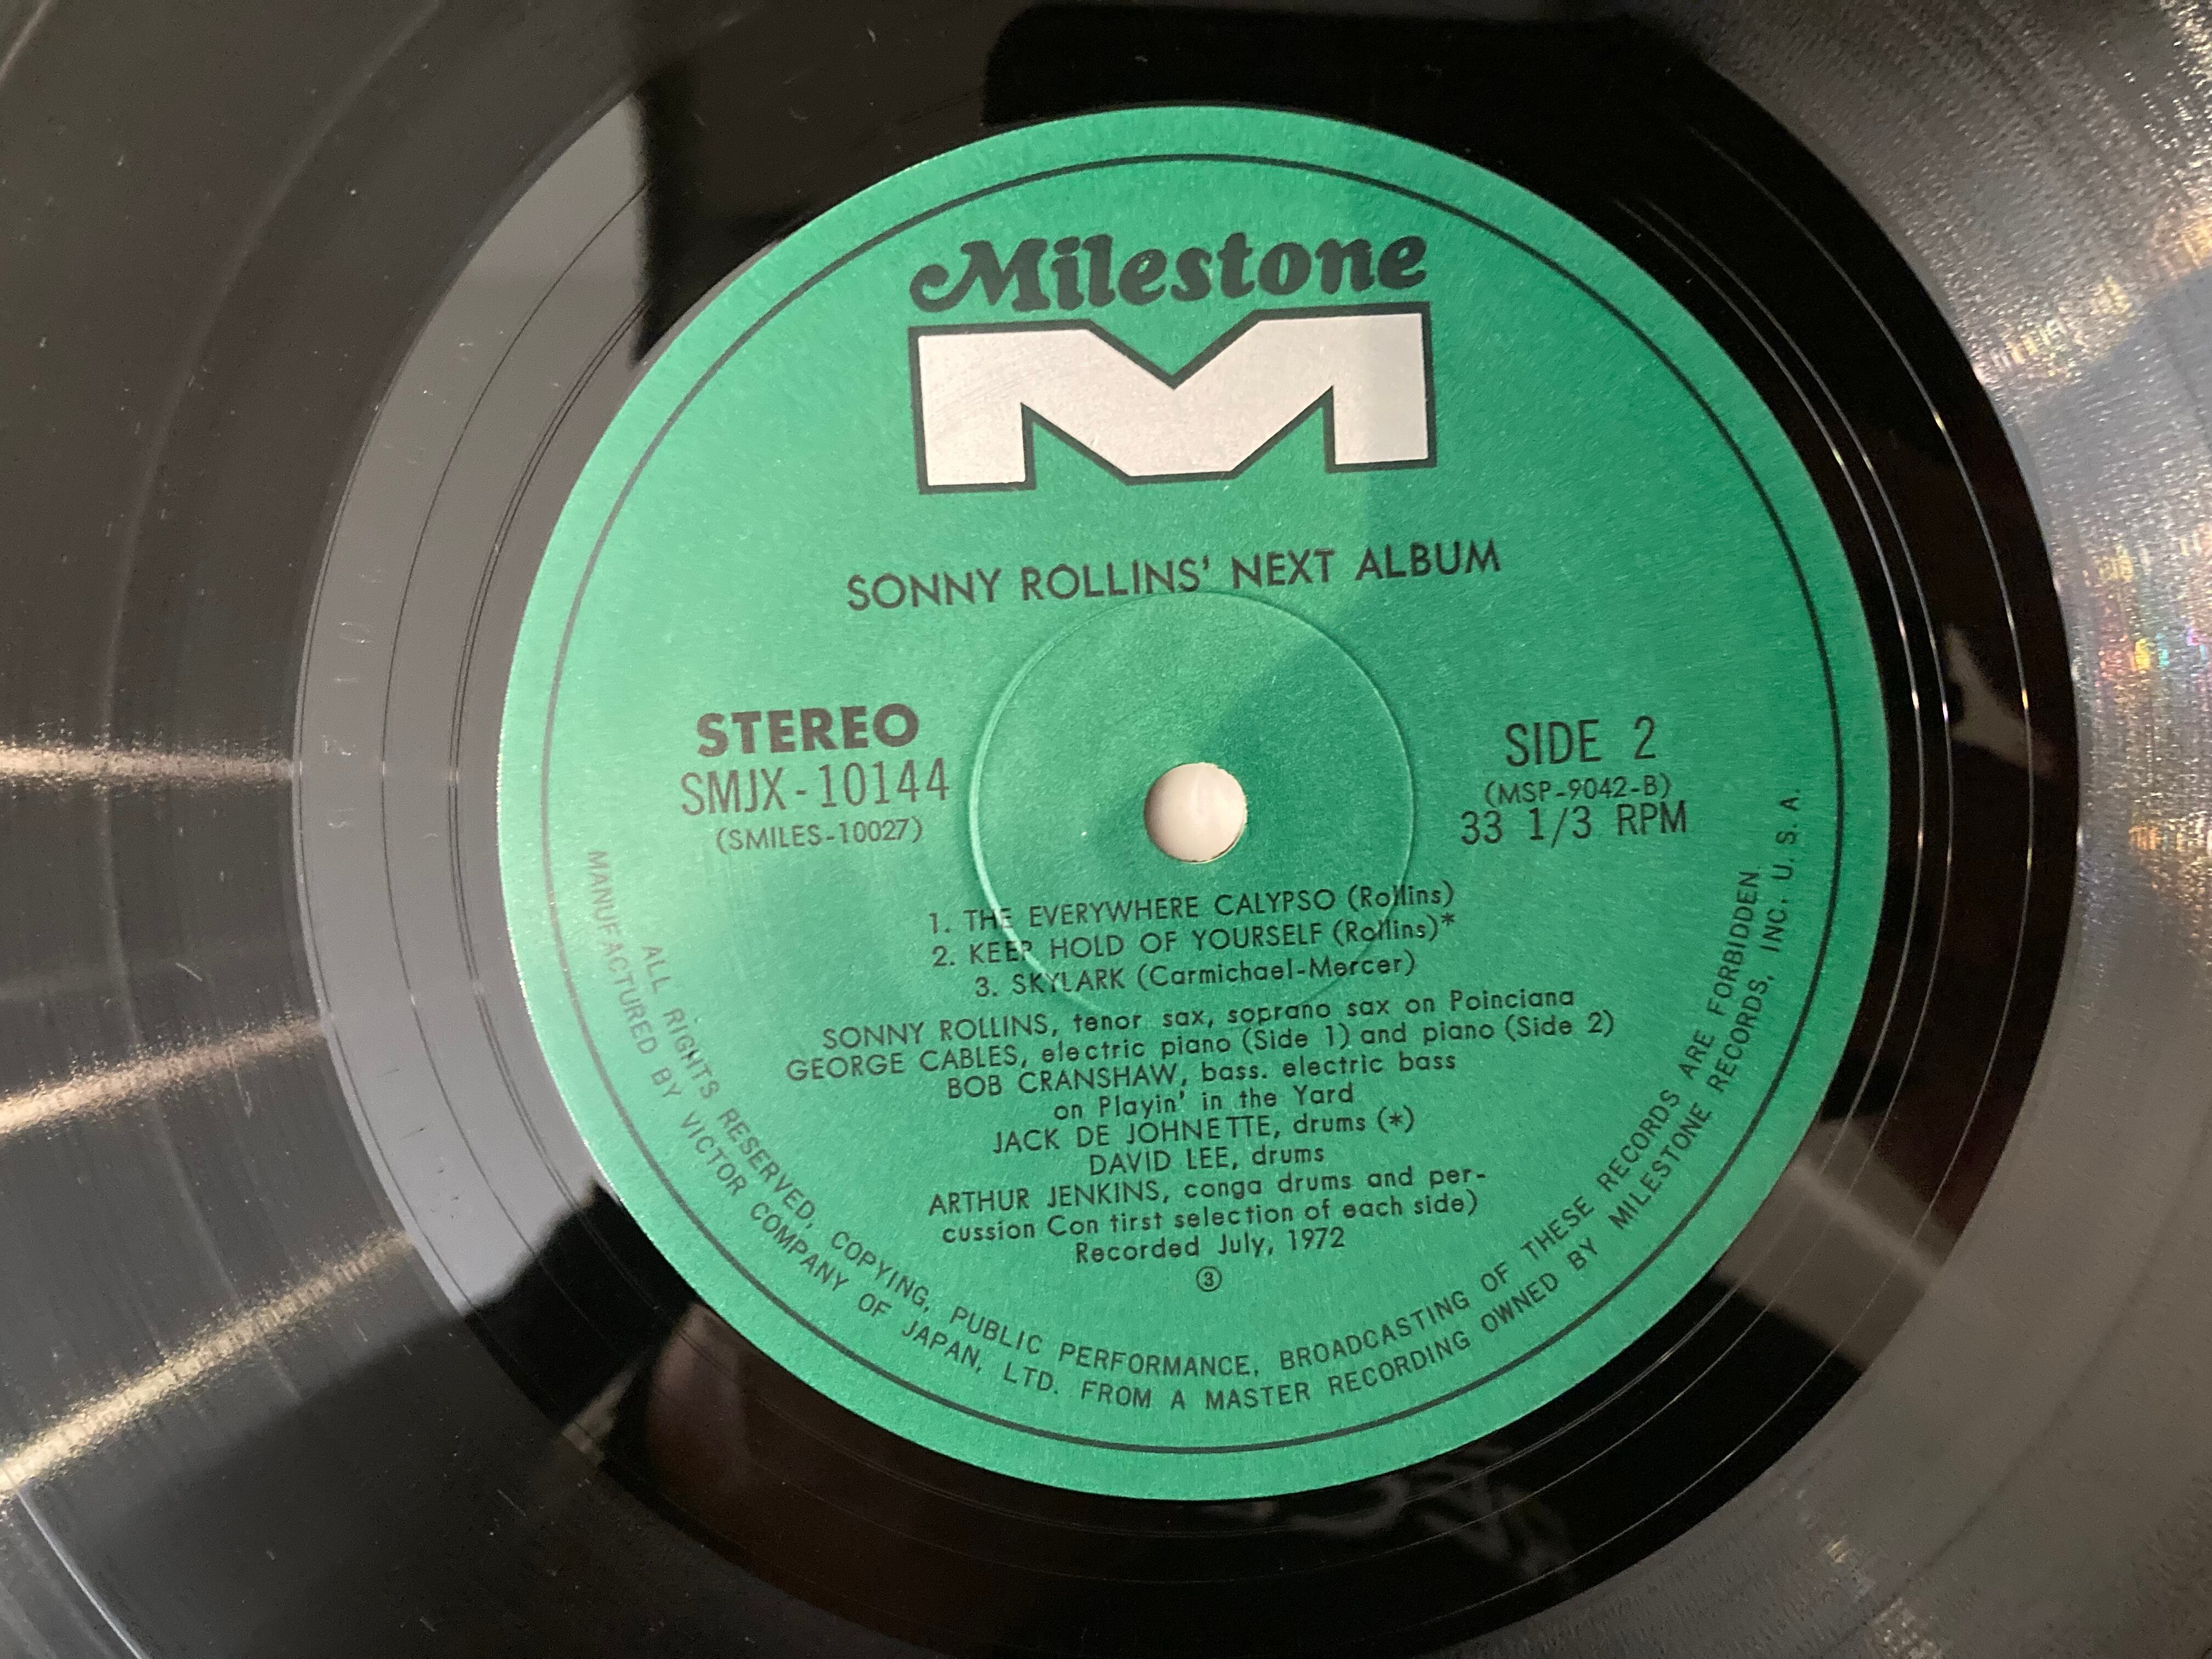 Milestone
M
SONNY ROLLINS' NEXT ALBUM
STEREO
SMJX-10144
(SMILES-10027)
SIDE 2
(MSP-9042-B)
33 1/3 RPM
1. THE EVERYWHERE CALYPSO (Rollins)
2. KEEP HOLD OF YOURSELF (Rollins)*
3. SKYLARK (Carmichael-Mercer)
SONNY ROLLINS, tenor sax, soprano sax on Poinciana
GEORGE CABLES, electric piano (Side 1) and piano (Side 2)
BOB CRANSHAW, bass. electric bass
on Playin' in the Yard
JACK DE JOHNETTE, drums (*)
DAVID LEE, drums
ARTHUR JENKINS, conga drums and per-
cussion Con tirst selection of each side)
Recorded July, 1972
③
ALL RIGHTS RESERVED, COPYING, PUBLIC PERFORMANCE, BROADCASTING OF THESE RECORDS ARE FORBIDDEN.
MANUFACTURED BY VICTOR COMPANY OF JAPAN, LTD. FROM A MASTER RECORDING OWNED BY MILESTONE RECORDS, INC. U. S. A.